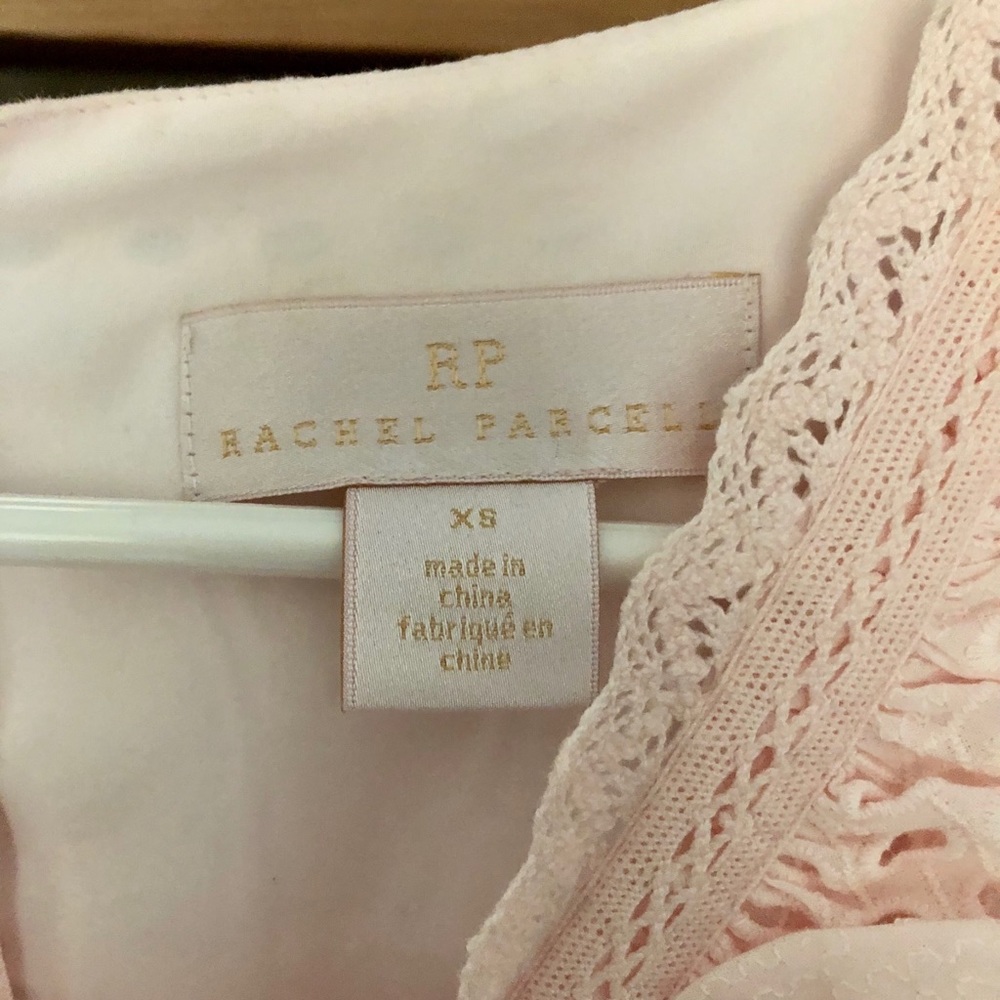 RP
RACHEL PARCELL
XS
made in
china
fabriqué en
chine